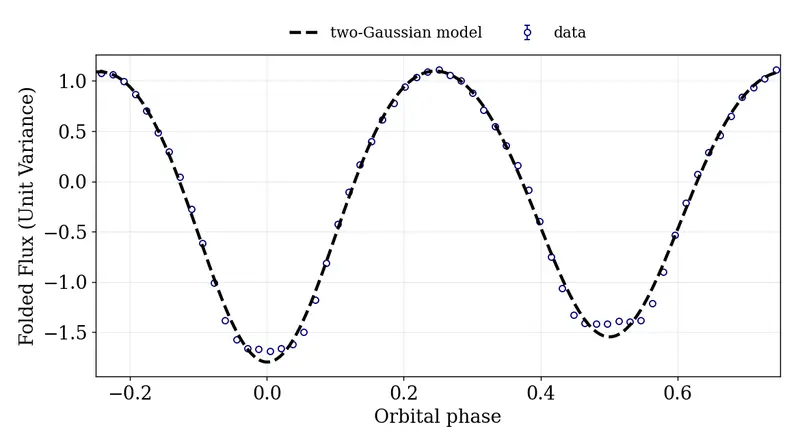 two-Gaussian model data
1.0
0.5
0.0
−0.5
−1.0
−1.5
Folded Flux (Unit Variance)
−0.2 0.0 0.2 0.4 0.6
Orbital phase